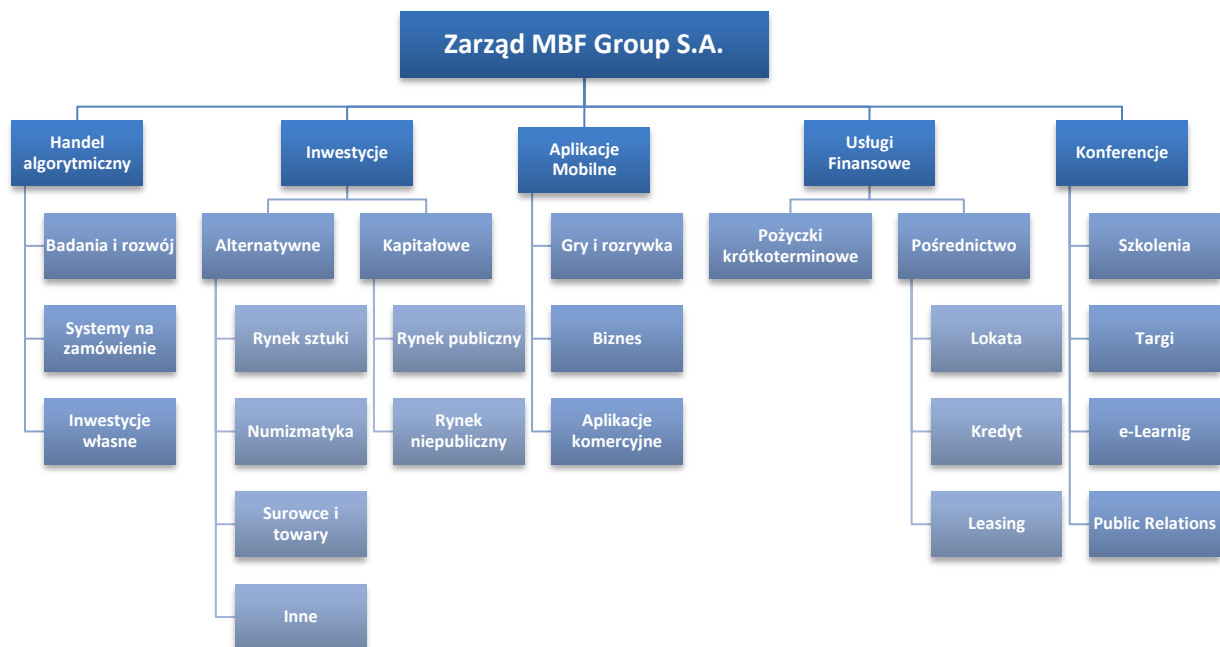 Zarząd MBF Group S.A.
Handel
algorytmiczny
Inwestycje
Aplikacje
Mobilne
Usługi
Finansowe
Konferencje
Badania i rozwój
Alternatywne
Kapitałowe
Gry i rozrywka
Pożyczki
krótkoterminowe
Pośrednictwo
Szkolenia
Systemy na
zamówienie
Rynek sztuki
Rynek publiczny
Biznes
Lokata
Targi
Inwestycje
własne
Numizmatyka
Rynek
niepubliczny
Aplikacje
komercyjne
Kredyt
e-Learnig
Surowce i
towary
Leasing
Public Relations
Inne